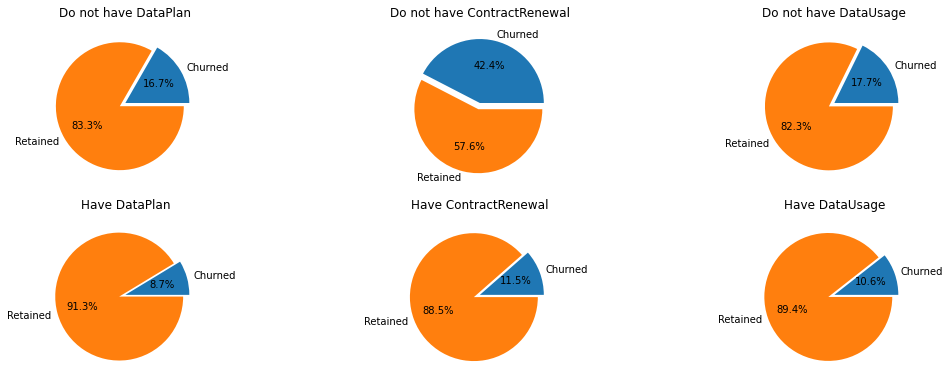 Do not have DataPlan
Churned
16.7%
83.3%
Retained
Do not have ContractRenewal
Churned
42.4%
57.6%
Retained
Do not have DataUsage
Churned
17.7%
82.3%
Retained
Have DataPlan
Churned
8.7%
91.3%
Retained
Have ContractRenewal
Churned
11.5%
88.5%
Retained
Have DataUsage
Churned
10.6%
89.4%
Retained